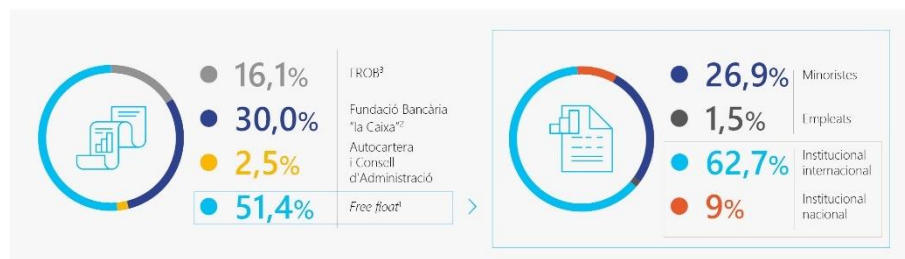 16,1% FROB³
30,0% Fundació Bancària
"la Caixa"²
2,5% Autocartera
i Consell
d'Administració
51,4% Free float¹
26,9% Minoristes
1,5% Empleats
62,7% Institucional
internacional
9% Institucional
nacional